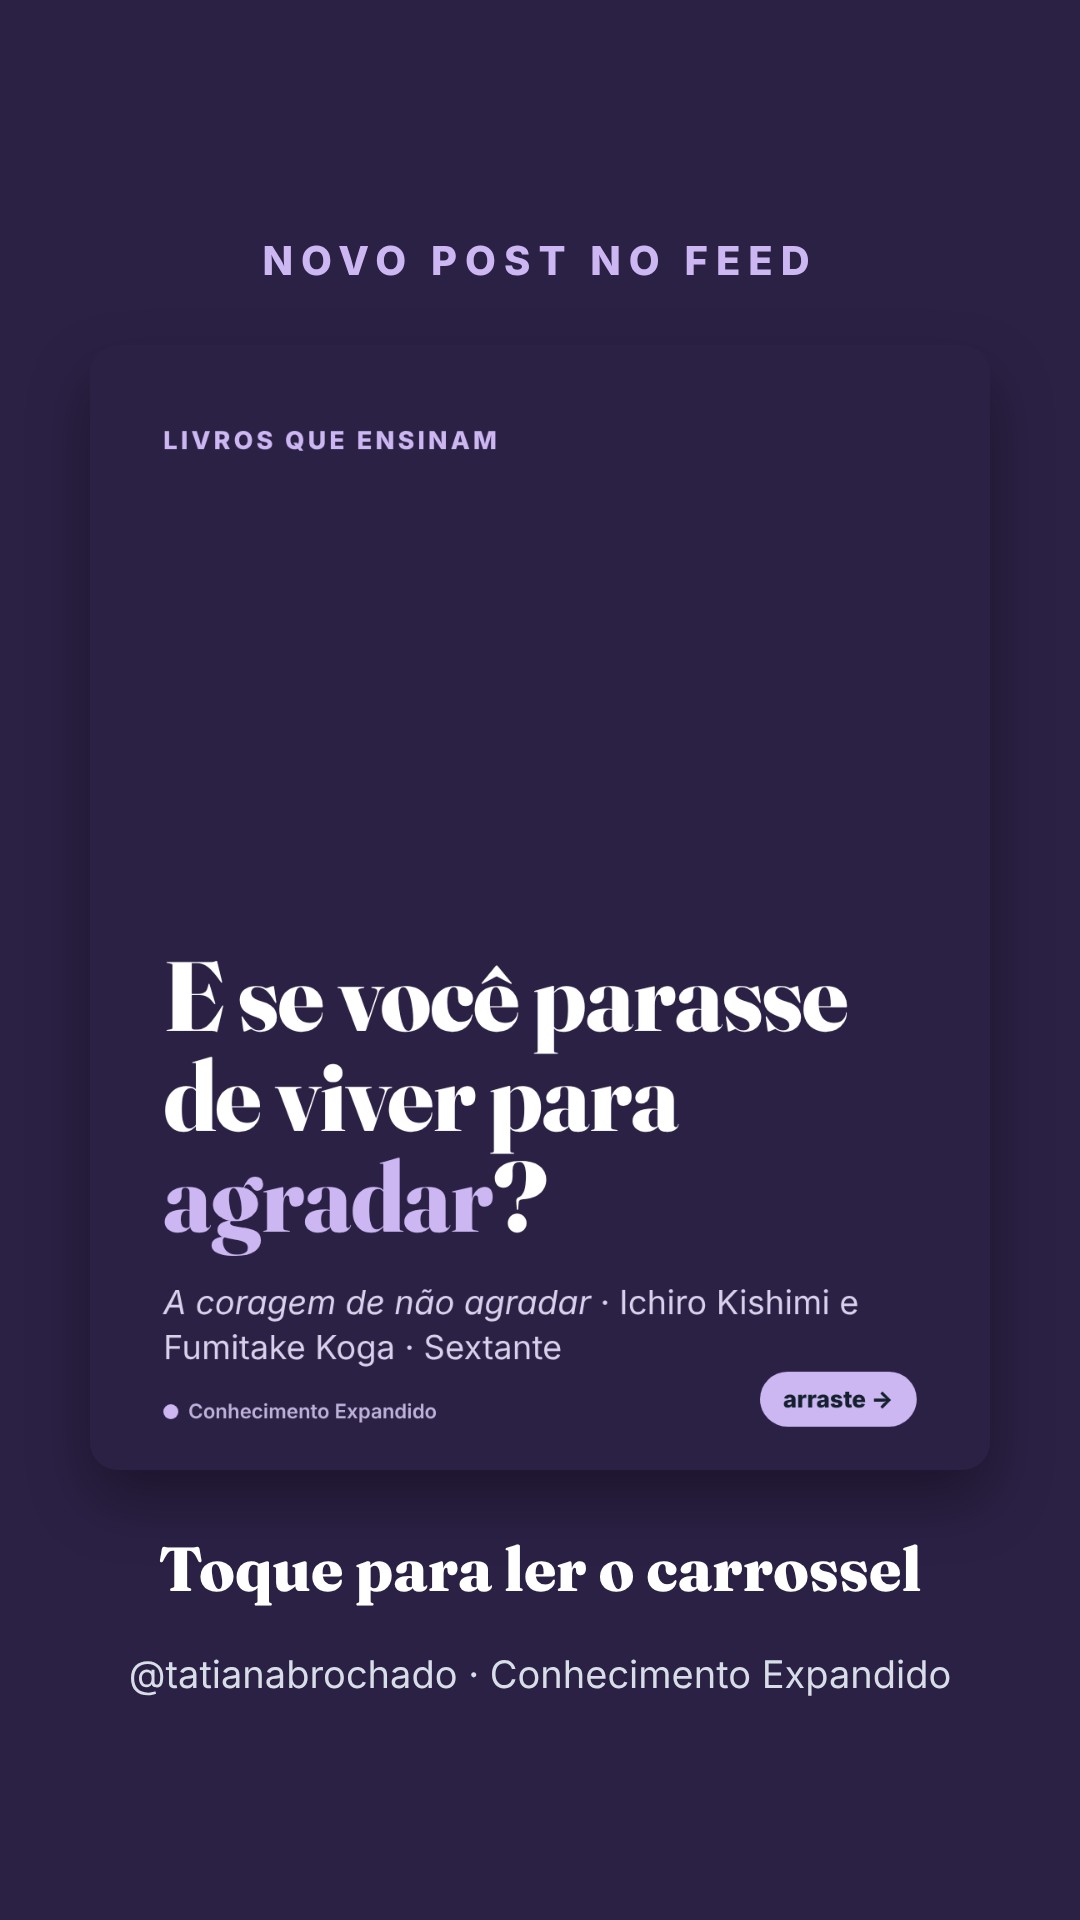 NOVO POST NO FEED
LIVROS QUE ENSINAM
E se você parasse
de viver para
agradar?
A coragem de não agradar · Ichiro Kishimi e
Fumitake Koga · Sextante
Conhecimento Expandido
arraste →
Toque para ler o carrossel
@tatianabrochado · Conhecimento Expandido